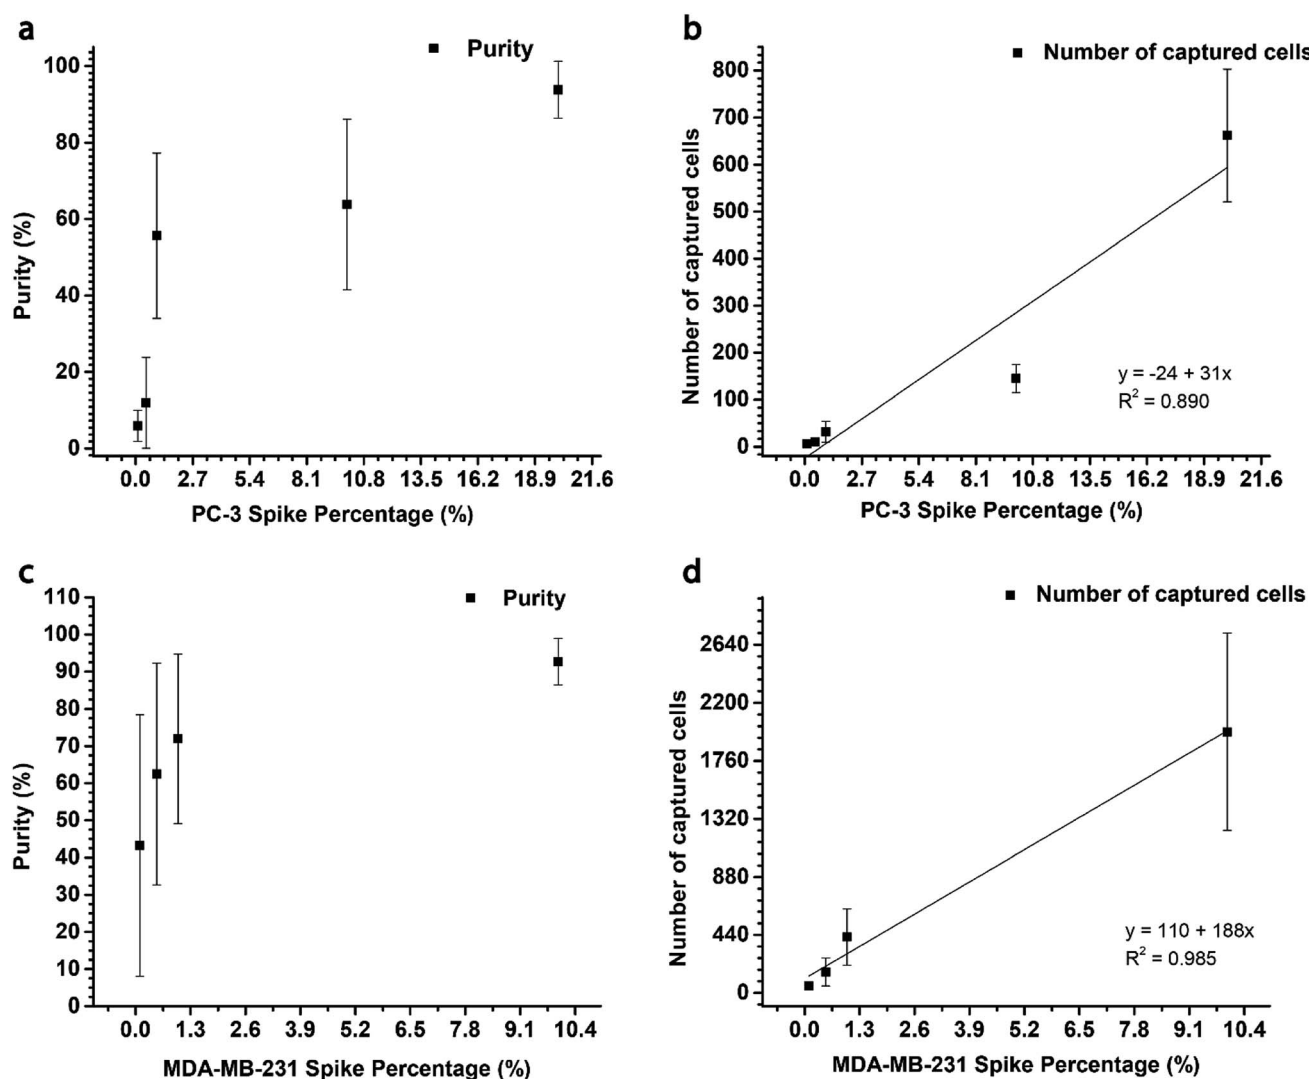 a
Purity
100
80
60
40
20
0
Purity (%)
0.0 2.7 5.4 8.1 10.8 13.5 16.2 18.9 21.6
PC-3 Spike Percentage (%)
b
Number of captured cells
800
700
600
500
400
300
200
100
0
Number of captured cells
y = -24 + 31x
R² = 0.890
0.0 2.7 5.4 8.1 10.8 13.5 16.2 18.9 21.6
PC-3 Spike Percentage (%)
c
Purity
110
100
90
80
70
60
50
40
30
20
10
0
Purity (%)
0.0 1.3 2.6 3.9 5.2 6.5 7.8 9.1 10.4
MDA-MB-231 Spike Percentage (%)
d
Number of captured cells
2640
2200
1760
1320
880
440
0
Number of captured cells
y = 110 + 188x
R² = 0.985
0.0 1.3 2.6 3.9 5.2 6.5 7.8 9.1 10.4
MDA-MB-231 Spike Percentage (%)